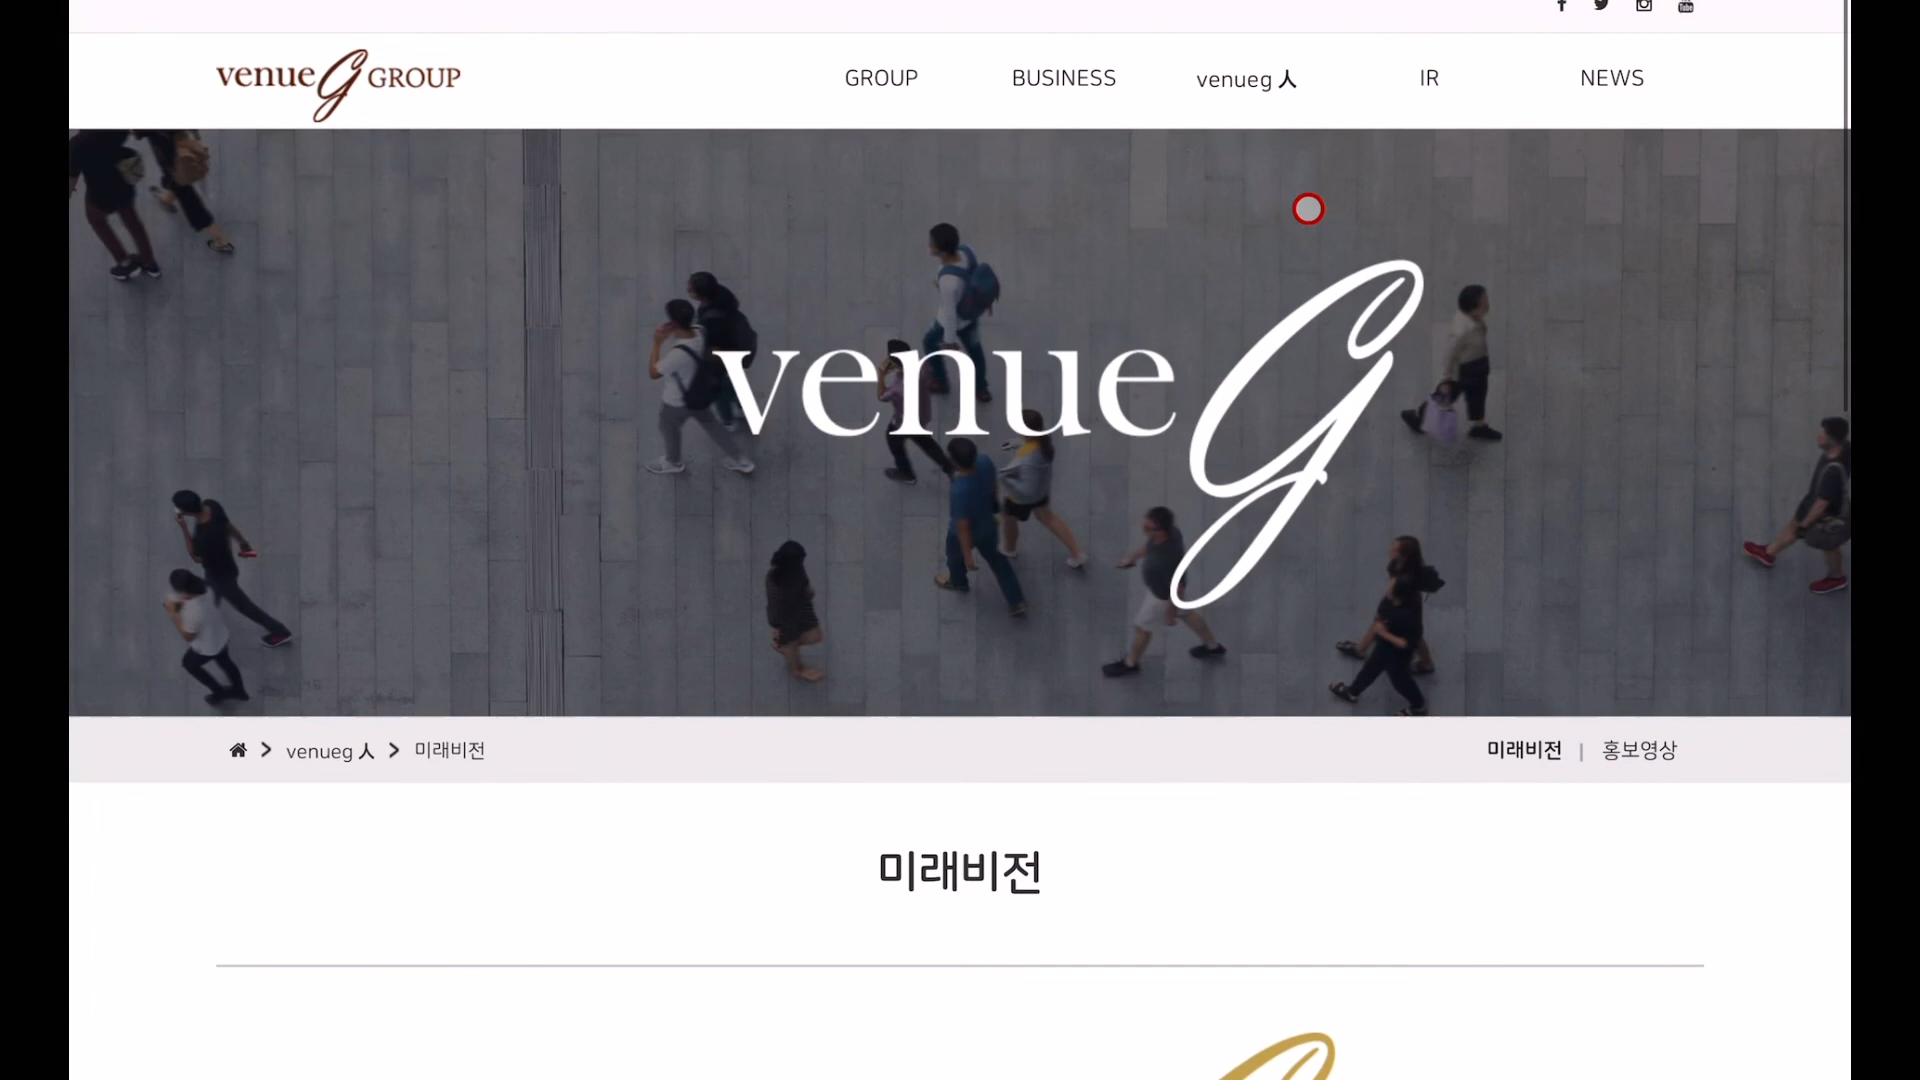 venue G GROUP
GROUP
BUSINESS
venueg 人
IR
NEWS
venue G
venueg 人
미래비전
미래비전 | 홍보영상
미래비전